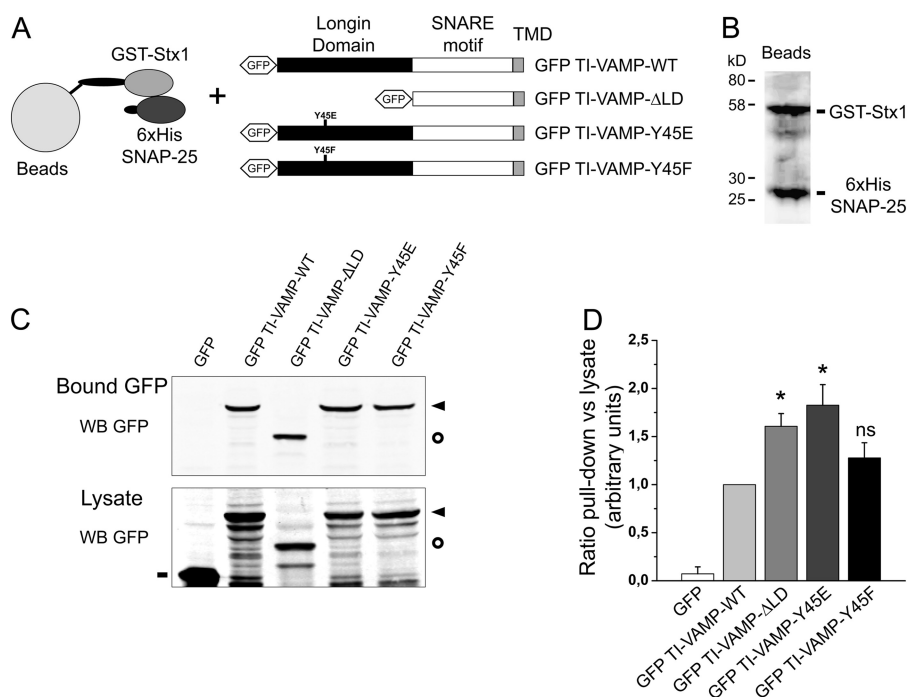 A
GST-Stx1
Beads
6xHis
SNAP-25
+
Longin
Domain
SNARE
motif
TMD
GFP
GFP TI-VAMP-WT
GFP
GFP TI-VAMP-ΔLD
Y45E
GFP
GFP TI-VAMP-Y45E
Y45F
GFP
GFP TI-VAMP-Y45F
B
Beads
kD
80
58
30
25
GST-Stx1
6xHis
SNAP-25
C
GFP
GFP TI-VAMP-WT
GFP TI-VAMP-ΔLD
GFP TI-VAMP-Y45E
GFP TI-VAMP-Y45F
Bound GFP
WB GFP
Lysate
WB GFP
D
Ratio pull-down vs lysate
(arbitrary units)
2,5
2,0
1,5
1,0
0,5
0,0
*
*
ns
GFP
GFP TI-VAMP-WT
GFP TI-VAMP-ΔLD
GFP TI-VAMP-Y45E
GFP TI-VAMP-Y45F